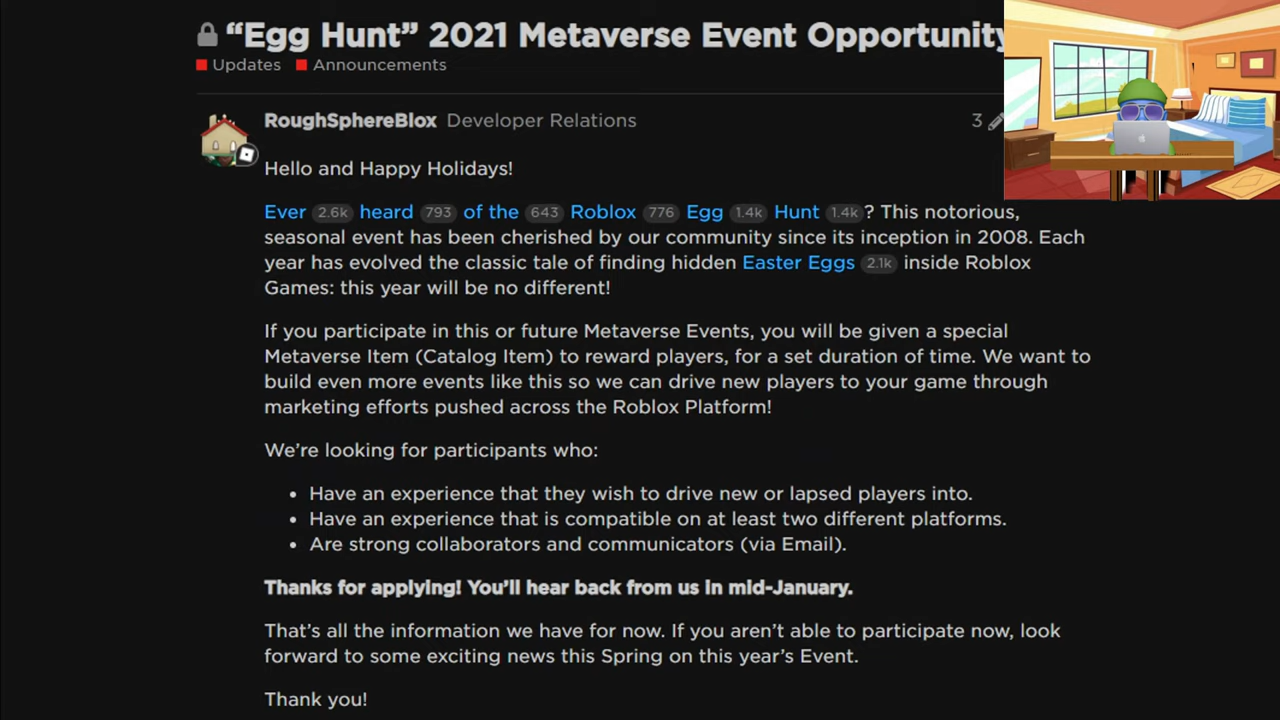 “Egg Hunt” 2021 Metaverse Event Opportunity
Updates Announcements
RoughSphereBlox Developer Relations 3
Hello and Happy Holidays!
Ever 2.6k heard 793 of the 643 Roblox 776 Egg 1.4k Hunt 1.4k ? This notorious,
seasonal event has been cherished by our community since its inception in 2008. Each
year has evolved the classic tale of finding hidden Easter Eggs 2.1k inside Roblox
Games: this year will be no different!
If you participate in this or future Metaverse Events, you will be given a special
Metaverse Item (Catalog Item) to reward players, for a set duration of time. We want to
build even more events like this so we can drive new players to your game through
marketing efforts pushed across the Roblox Platform!
We’re looking for participants who:
• Have an experience that they wish to drive new or lapsed players into.
• Have an experience that is compatible on at least two different platforms.
• Are strong collaborators and communicators (via Email).
Thanks for applying! You’ll hear back from us in mid-January.
That’s all the information we have for now. If you aren’t able to participate now, look
forward to some exciting news this Spring on this year’s Event.
Thank you!